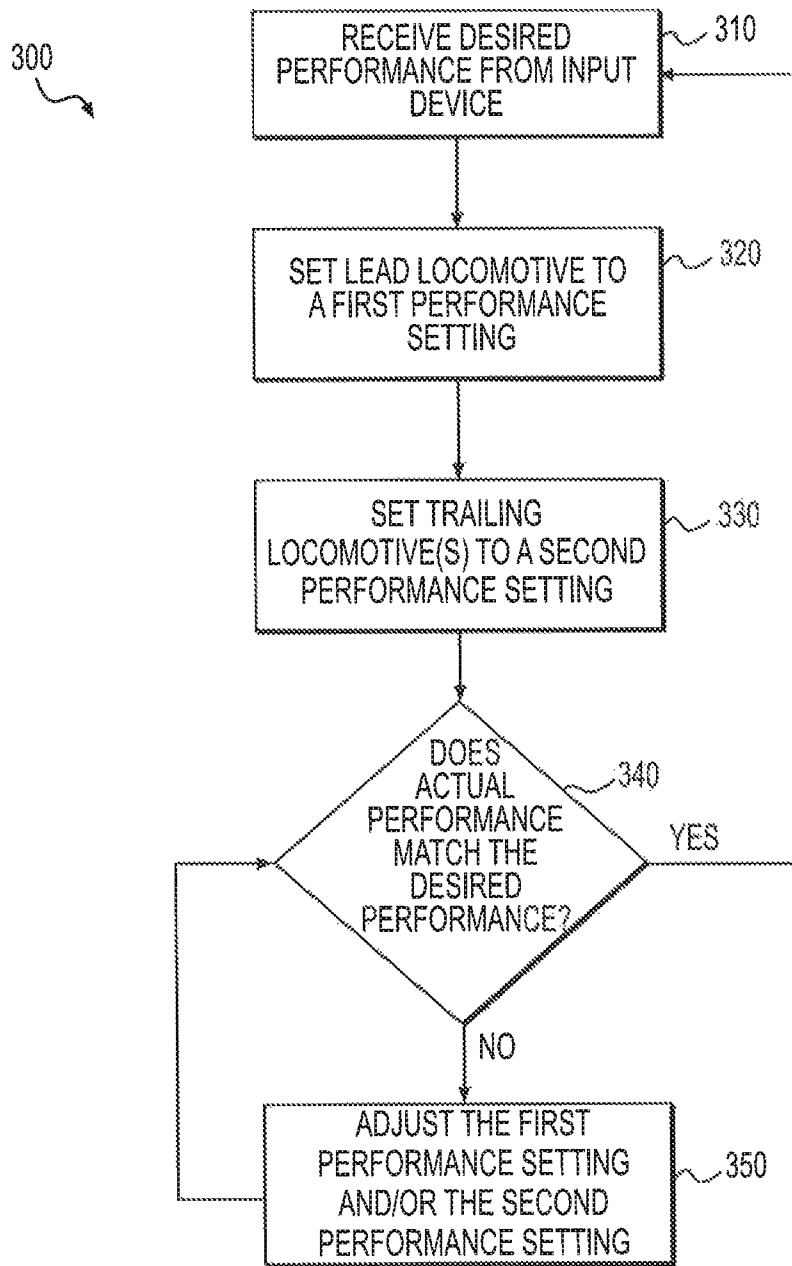 300
RECEIVE DESIRED
PERFORMANCE FROM INPUT
DEVICE
310
SET LEAD LOCOMOTIVE TO
A FIRST PERFORMANCE
SETTING
320
SET TRAILING
LOCOMOTIVE(S) TO A SECOND
PERFORMANCE SETTING
330
DOES
ACTUAL
PERFORMANCE
MATCH THE
DESIRED
PERFORMANCE?
340
YES
NO
ADJUST THE FIRST
PERFORMANCE SETTING
AND/OR THE SECOND
PERFORMANCE SETTING
350